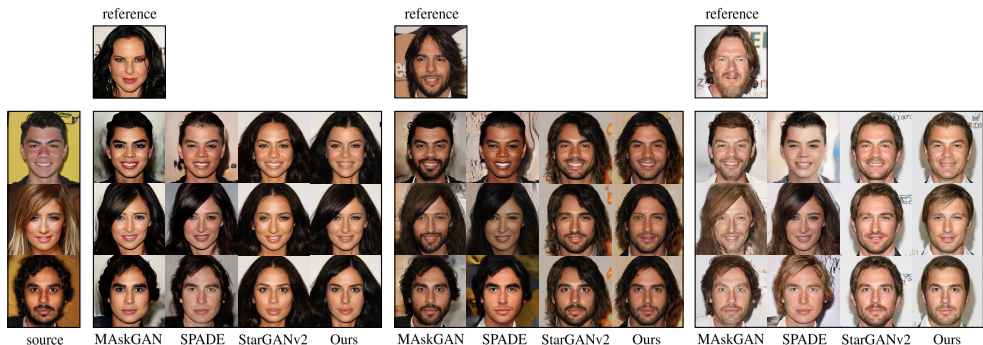 reference reference reference
source MAskGAN SPADE StarGANv2 Ours MAskGAN SPADE StarGANv2 Ours MAskGAN SPADE StarGANv2 Ours